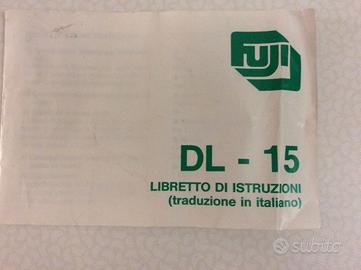 FUJI
DL - 15
LIBRETTO DI ISTRUZIONI
(traduzione in italiano)
subito